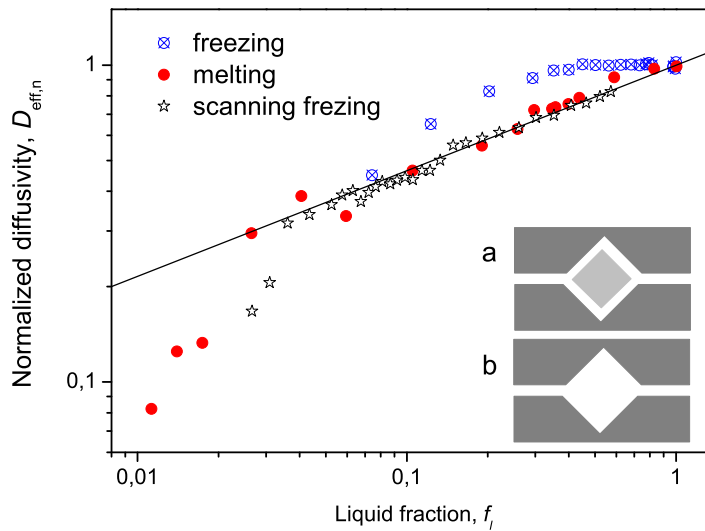 freezing
melting
scanning frezing
Normalized diffusivity, D_eff,n
1
0,1
a
b
0,01
0,1
1
Liquid fraction, f_l